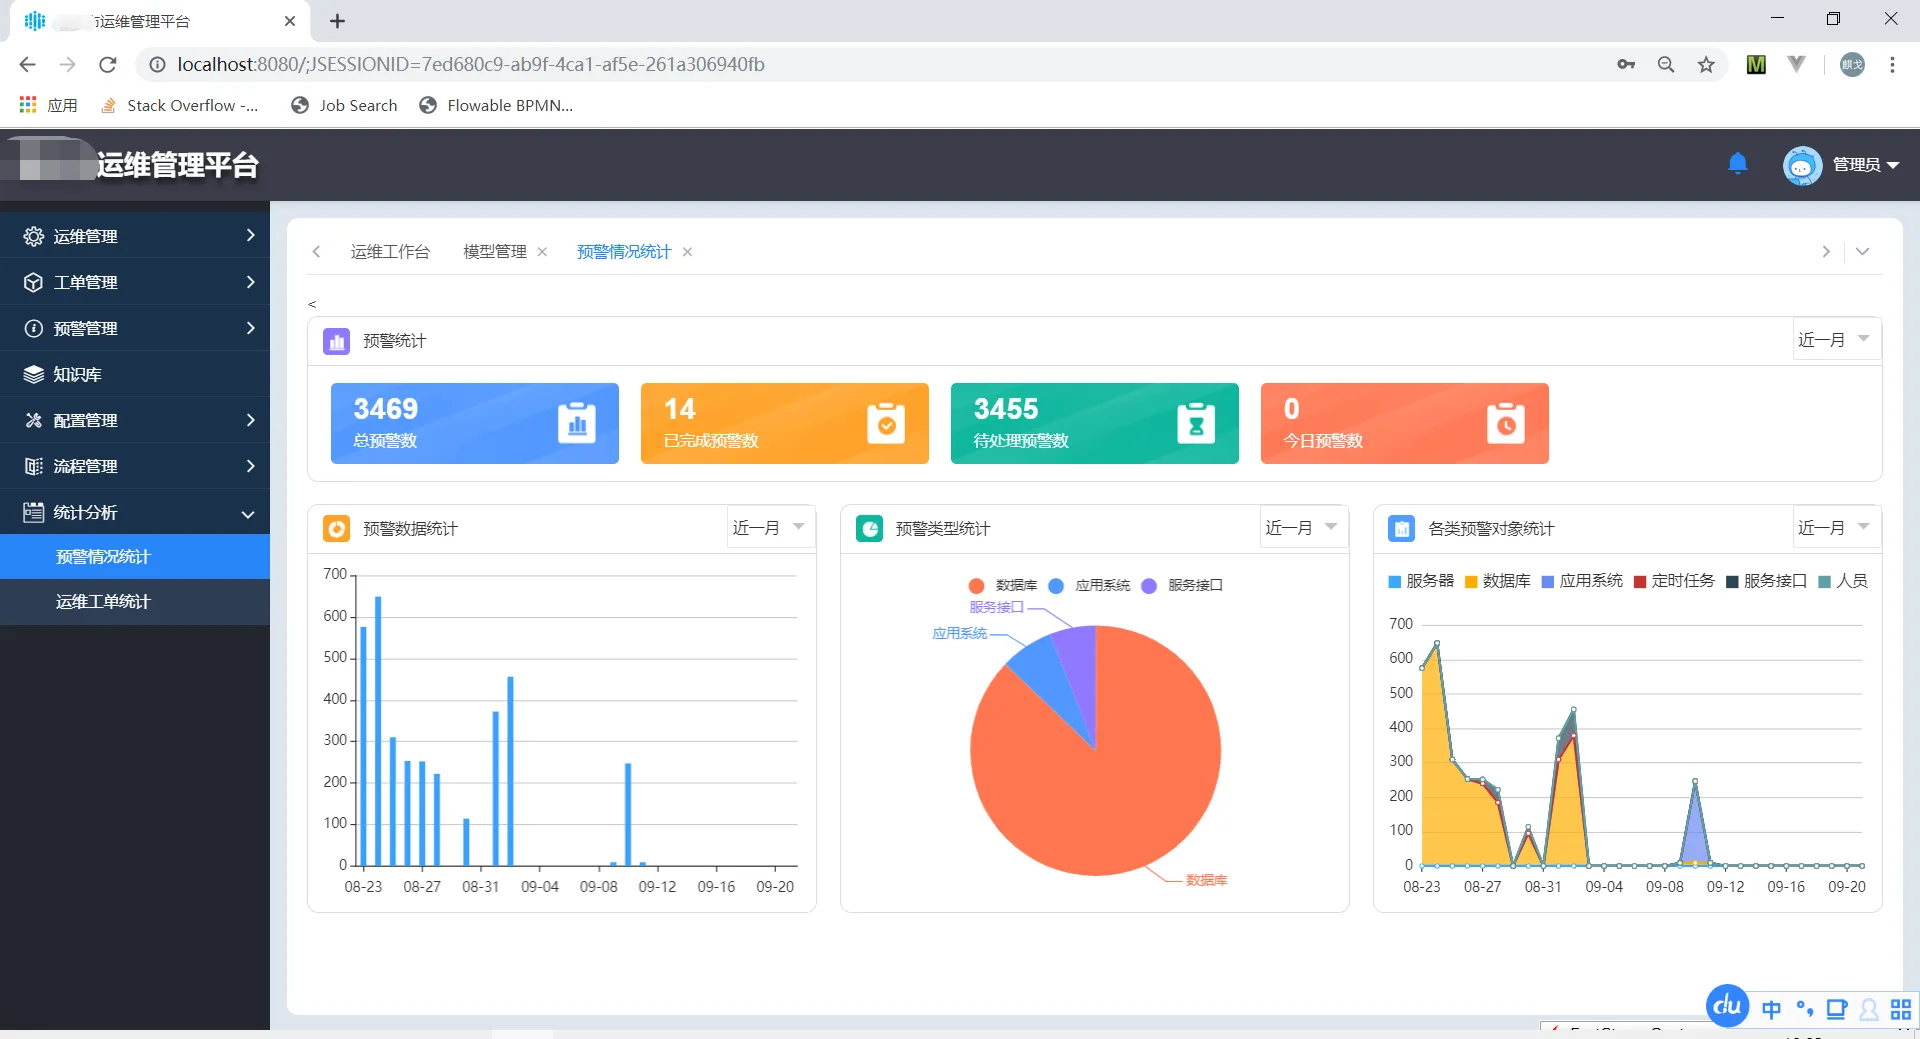 运维管理平台
localhost:8080/;JSESSIONID=7ed680c9-ab9f-4ca1-af5e-261a306940fb
麒戈
应用 Stack Overflow -... Job Search Flowable BPMN...
运维管理平台
管理员
运维管理
工单管理
预警管理
知识库
配置管理
流程管理
统计分析
预警情况统计
运维工单统计
运维工作台 模型管理 预警情况统计
<
预警统计 近一月
3469 总预警数
14 已完成预警数
3455 待处理预警数
0 今日预警数
预警数据统计 近一月
700
600
500
400
300
200
100
0
08-23 08-27 08-31 09-04 09-08 09-12 09-16 09-20
预警类型统计 近一月
数据库 应用系统 服务接口
服务接口
应用系统
数据库
各类预警对象统计 近一月
服务器 数据库 应用系统 定时任务 服务接口 人员
700
600
500
400
300
200
100
0
08-23 08-27 08-31 09-04 09-08 09-12 09-16 09-20
du 中